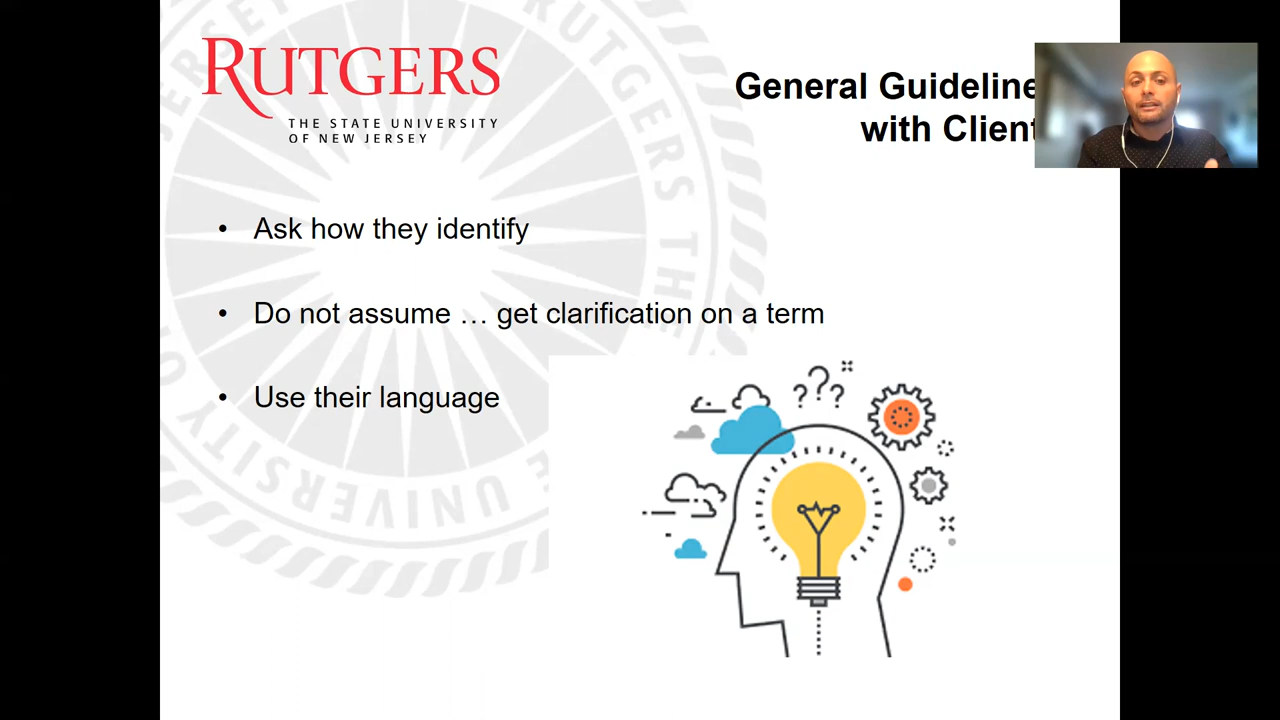 RUTGERS
THE STATE UNIVERSITY
OF NEW JERSEY
General Guideline
with Client
• Ask how they identify
• Do not assume … get clarification on a term
• Use their language
???